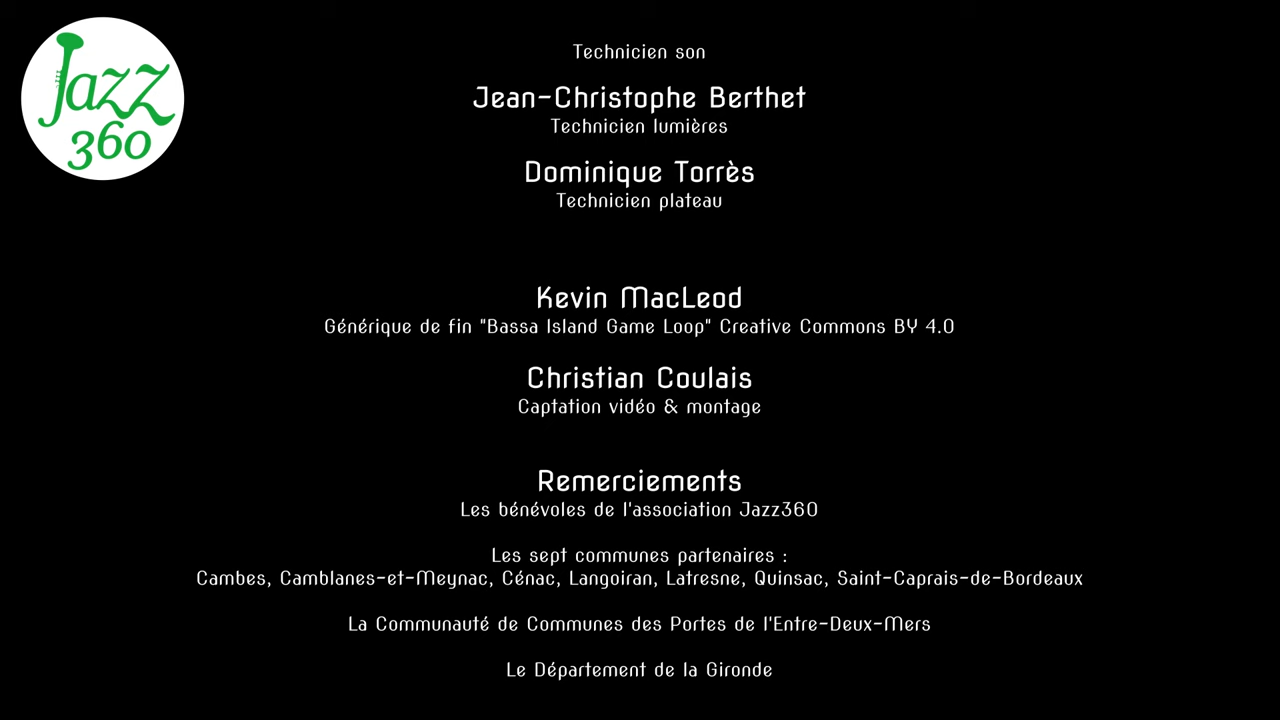 Jazz
360
Technicien son
Jean-Christophe Berthet
Technicien lumières
Dominique Torrès
Technicien plateau
Kevin MacLeod
Générique de fin "Bassa Island Game Loop" Creative Commons BY 4.0
Christian Coulais
Captation vidéo & montage
Remerciements
Les bénévoles de l'association Jazz360
Les sept communes partenaires :
Cambes, Camblanes-et-Meynac, Cénac, Langoiran, Latresne, Quinsac, Saint-Caprais-de-Bordeaux
La Communauté de Communes des Portes de l'Entre-Deux-Mers
Le Département de la Gironde